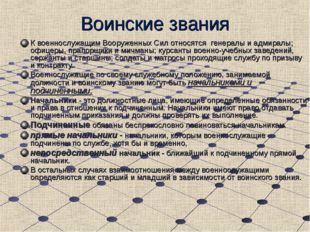 Воинские звания
К военнослужащим Вооруженных Сил относятся генералы и адмиралы;
офицеры, прапорщики и мичманы; курсанты военно-учебных заведений,
сержанты и старшины, солдаты и матросы проходящие службу по призыву
и контракту.
Военнослужащие по своему служебному положению, занимаемой
должности и воинскому званию могут быть начальниками и
подчиненными.
Начальники - это должностные лица, имеющие определенные обязанности
и права в отношении к подчиненным. Начальники имеют право отдавать
подчиненным приказания и должны проверять их выполнение.
Подчиненные обязаны беспрекословно повиноваться начальникам.
прямые начальники - начальники, которым военнослужащие
подчинены по службе, хотя бы и временно,
непосредственный начальник - ближайший к подчиненному прямой
начальник.
В остальных случаях взаимоотношения между военнослужащими
определяются как старший и младший в зависимости от воинского звания.